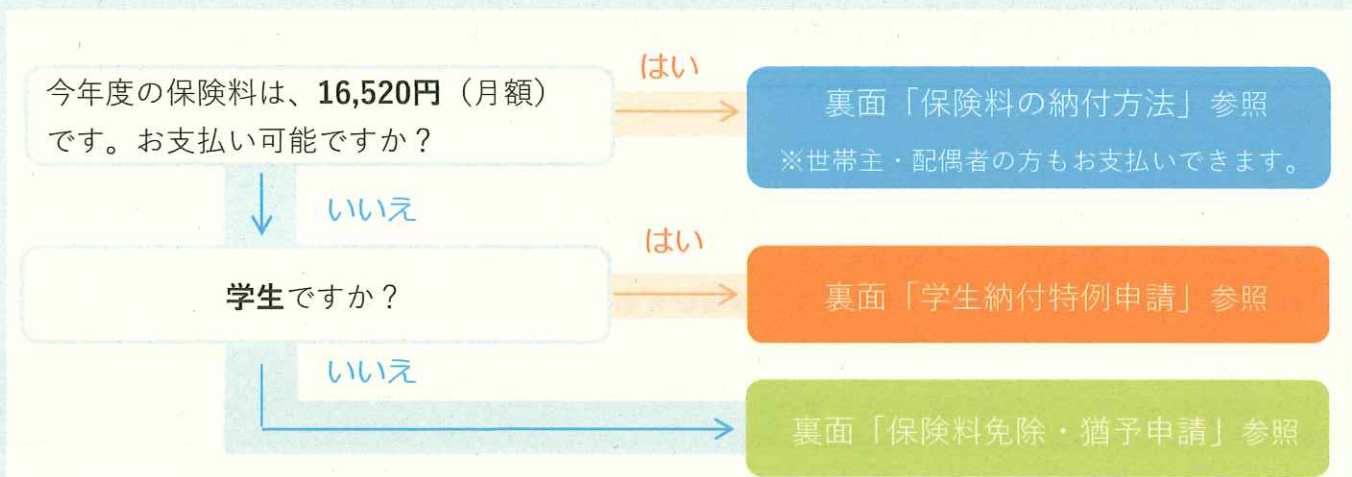 今年度の保険料は、16,520円（月額）
です。お支払い可能ですか？
はい
裏面「保険料の納付方法」参照
※世帯主・配偶者の方もお支払いできます。
いいえ
学生ですか？
はい
裏面「学生納付特例申請」参照
いいえ
裏面「保険料免除・猶予申請」参照